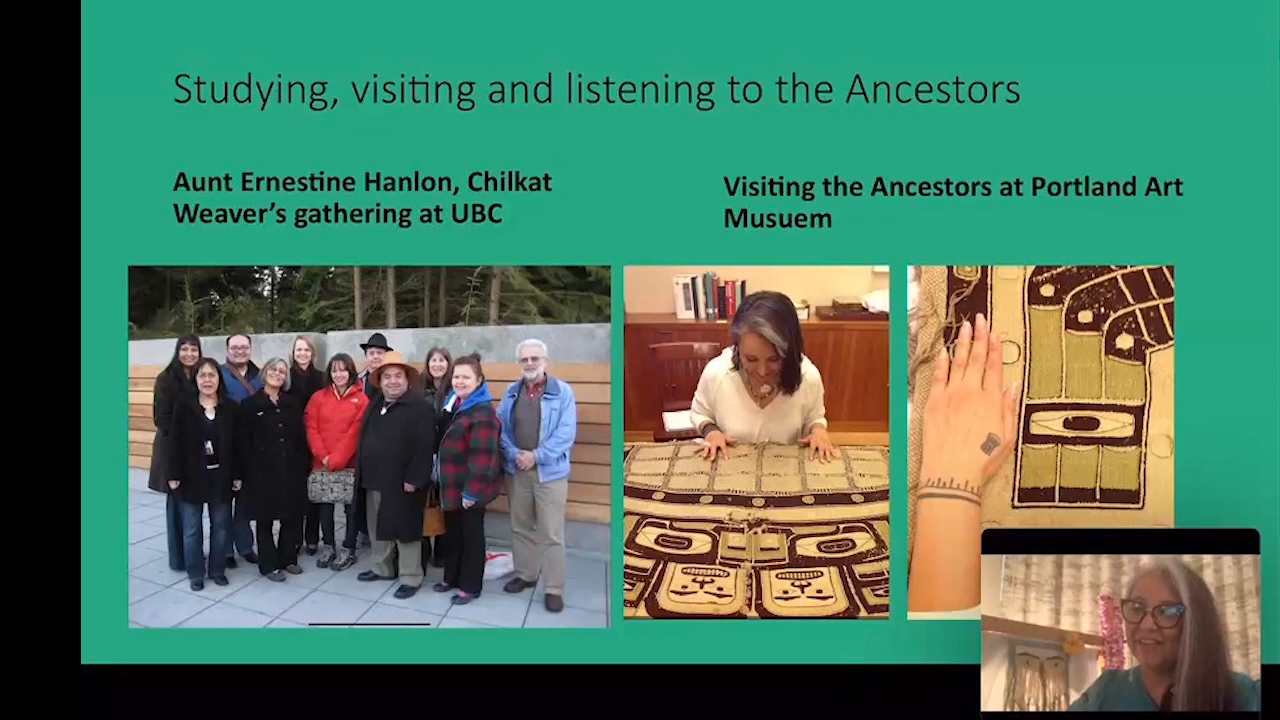 Studying, visiting and listening to the Ancestors
Aunt Ernestine Hanlon, Chilkat
Weaver's gathering at UBC
Visiting the Ancestors at Portland Art
Musuem